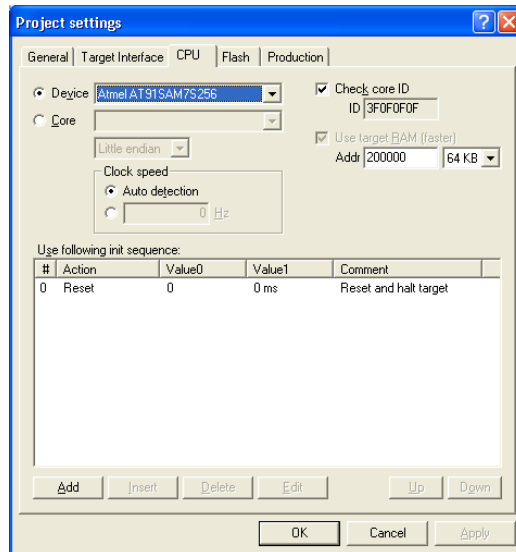 Project settings
General Target Interface CPU Flash Production
Device Atmel AT91SAM7S256
Check core ID
ID 3F0F0F0F
Core
Use target RAM (faster)
Little endian
Addr 200000 64 KB
Clock speed
Auto detection
0 Hz
Use following init sequence:
# Action Value0 Value1 Comment
0 Reset 0 0 ms Reset and halt target
Add Insert Delete Edit Up Down
OK Cancel Apply